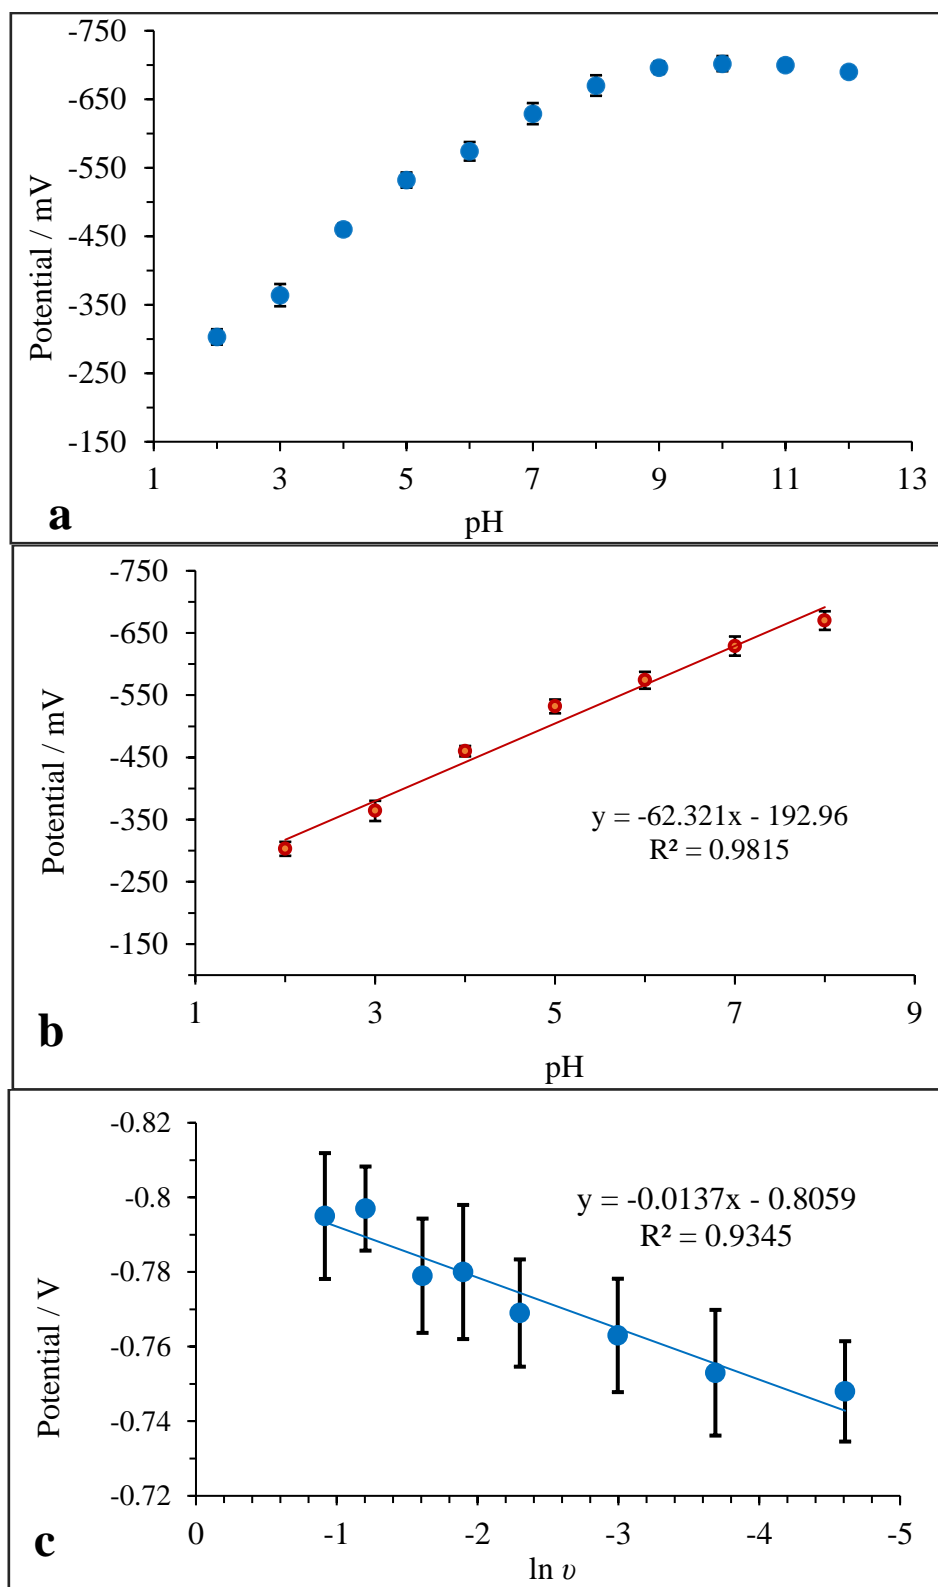 -750
-650
-550
-450
-350
-250
-150
Potential / mV
1 3 5 7 9 11 13
pH
a
-750
-650
-550
-450
-350
-250
-150
Potential / mV
y = -62.321x - 192.96
R² = 0.9815
1 3 5 7 9
pH
b
-0.82
-0.8
-0.78
-0.76
-0.74
-0.72
Potential / V
y = -0.0137x - 0.8059
R² = 0.9345
0 -1 -2 -3 -4 -5
ln υ
c